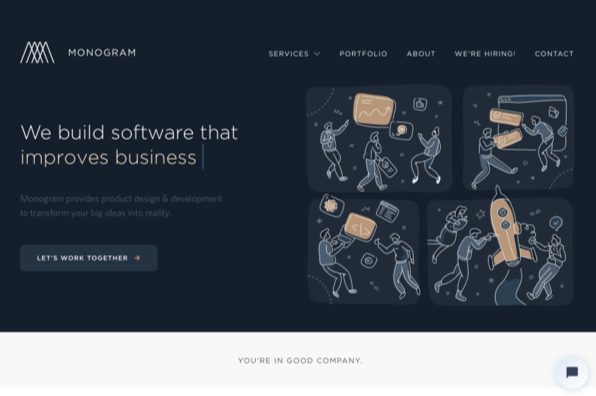 MONOGRAM
SERVICES
PORTFOLIO
ABOUT
WE'RE HIRING!
CONTACT
We build software that
improves business
Monogram provides product design & development
to transform your big ideas into reality.
LET'S WORK TOGETHER →
</>
YOU'RE IN GOOD COMPANY.